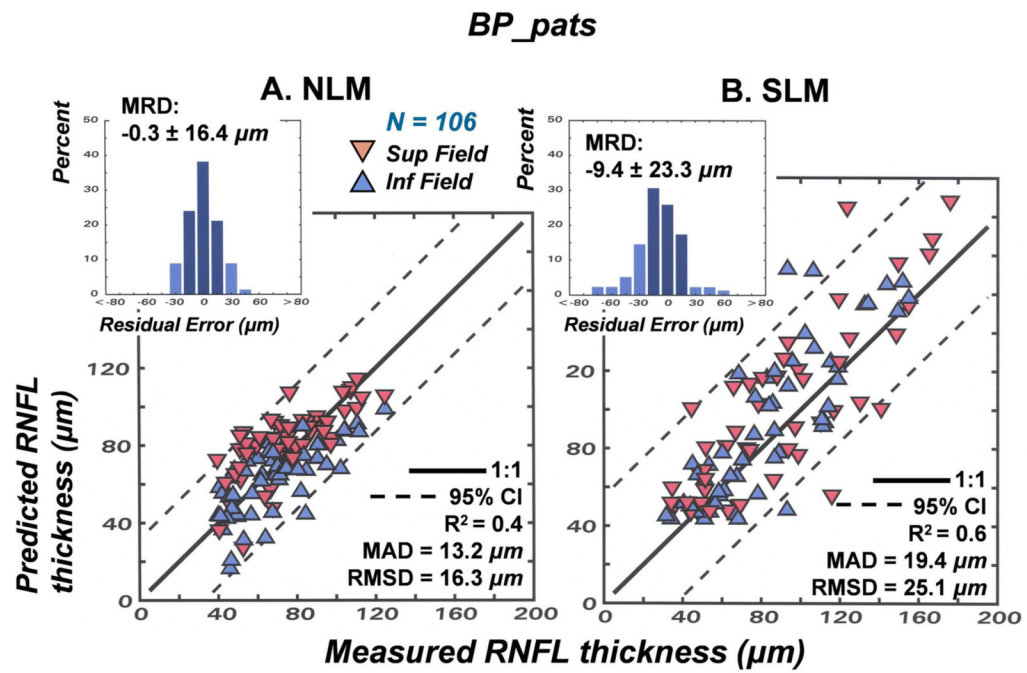 BP_pats
A. NLM
MRD:
-0.3 ± 16.4 µm
Percent
50
40
30
20
10
0
<-80 -60 -30 0 30 60 >80
Residual Error (µm)
N = 106
Sup Field
Inf Field
120
80
40
0
0 40 80 120 160 200
1:1
95% CI
R² = 0.4
MAD = 13.2 µm
RMSD = 16.3 µm
B. SLM
MRD:
-9.4 ± 23.3 µm
Percent
50
40
30
20
10
0
<-80 -60 -30 0 30 60 >80
Residual Error (µm)
20
80
40
0
0 40 80 120 160 200
1:1
95% CI
R² = 0.6
MAD = 19.4 µm
RMSD = 25.1 µm
Predicted RNFL
thickness (µm)
Measured RNFL thickness (µm)